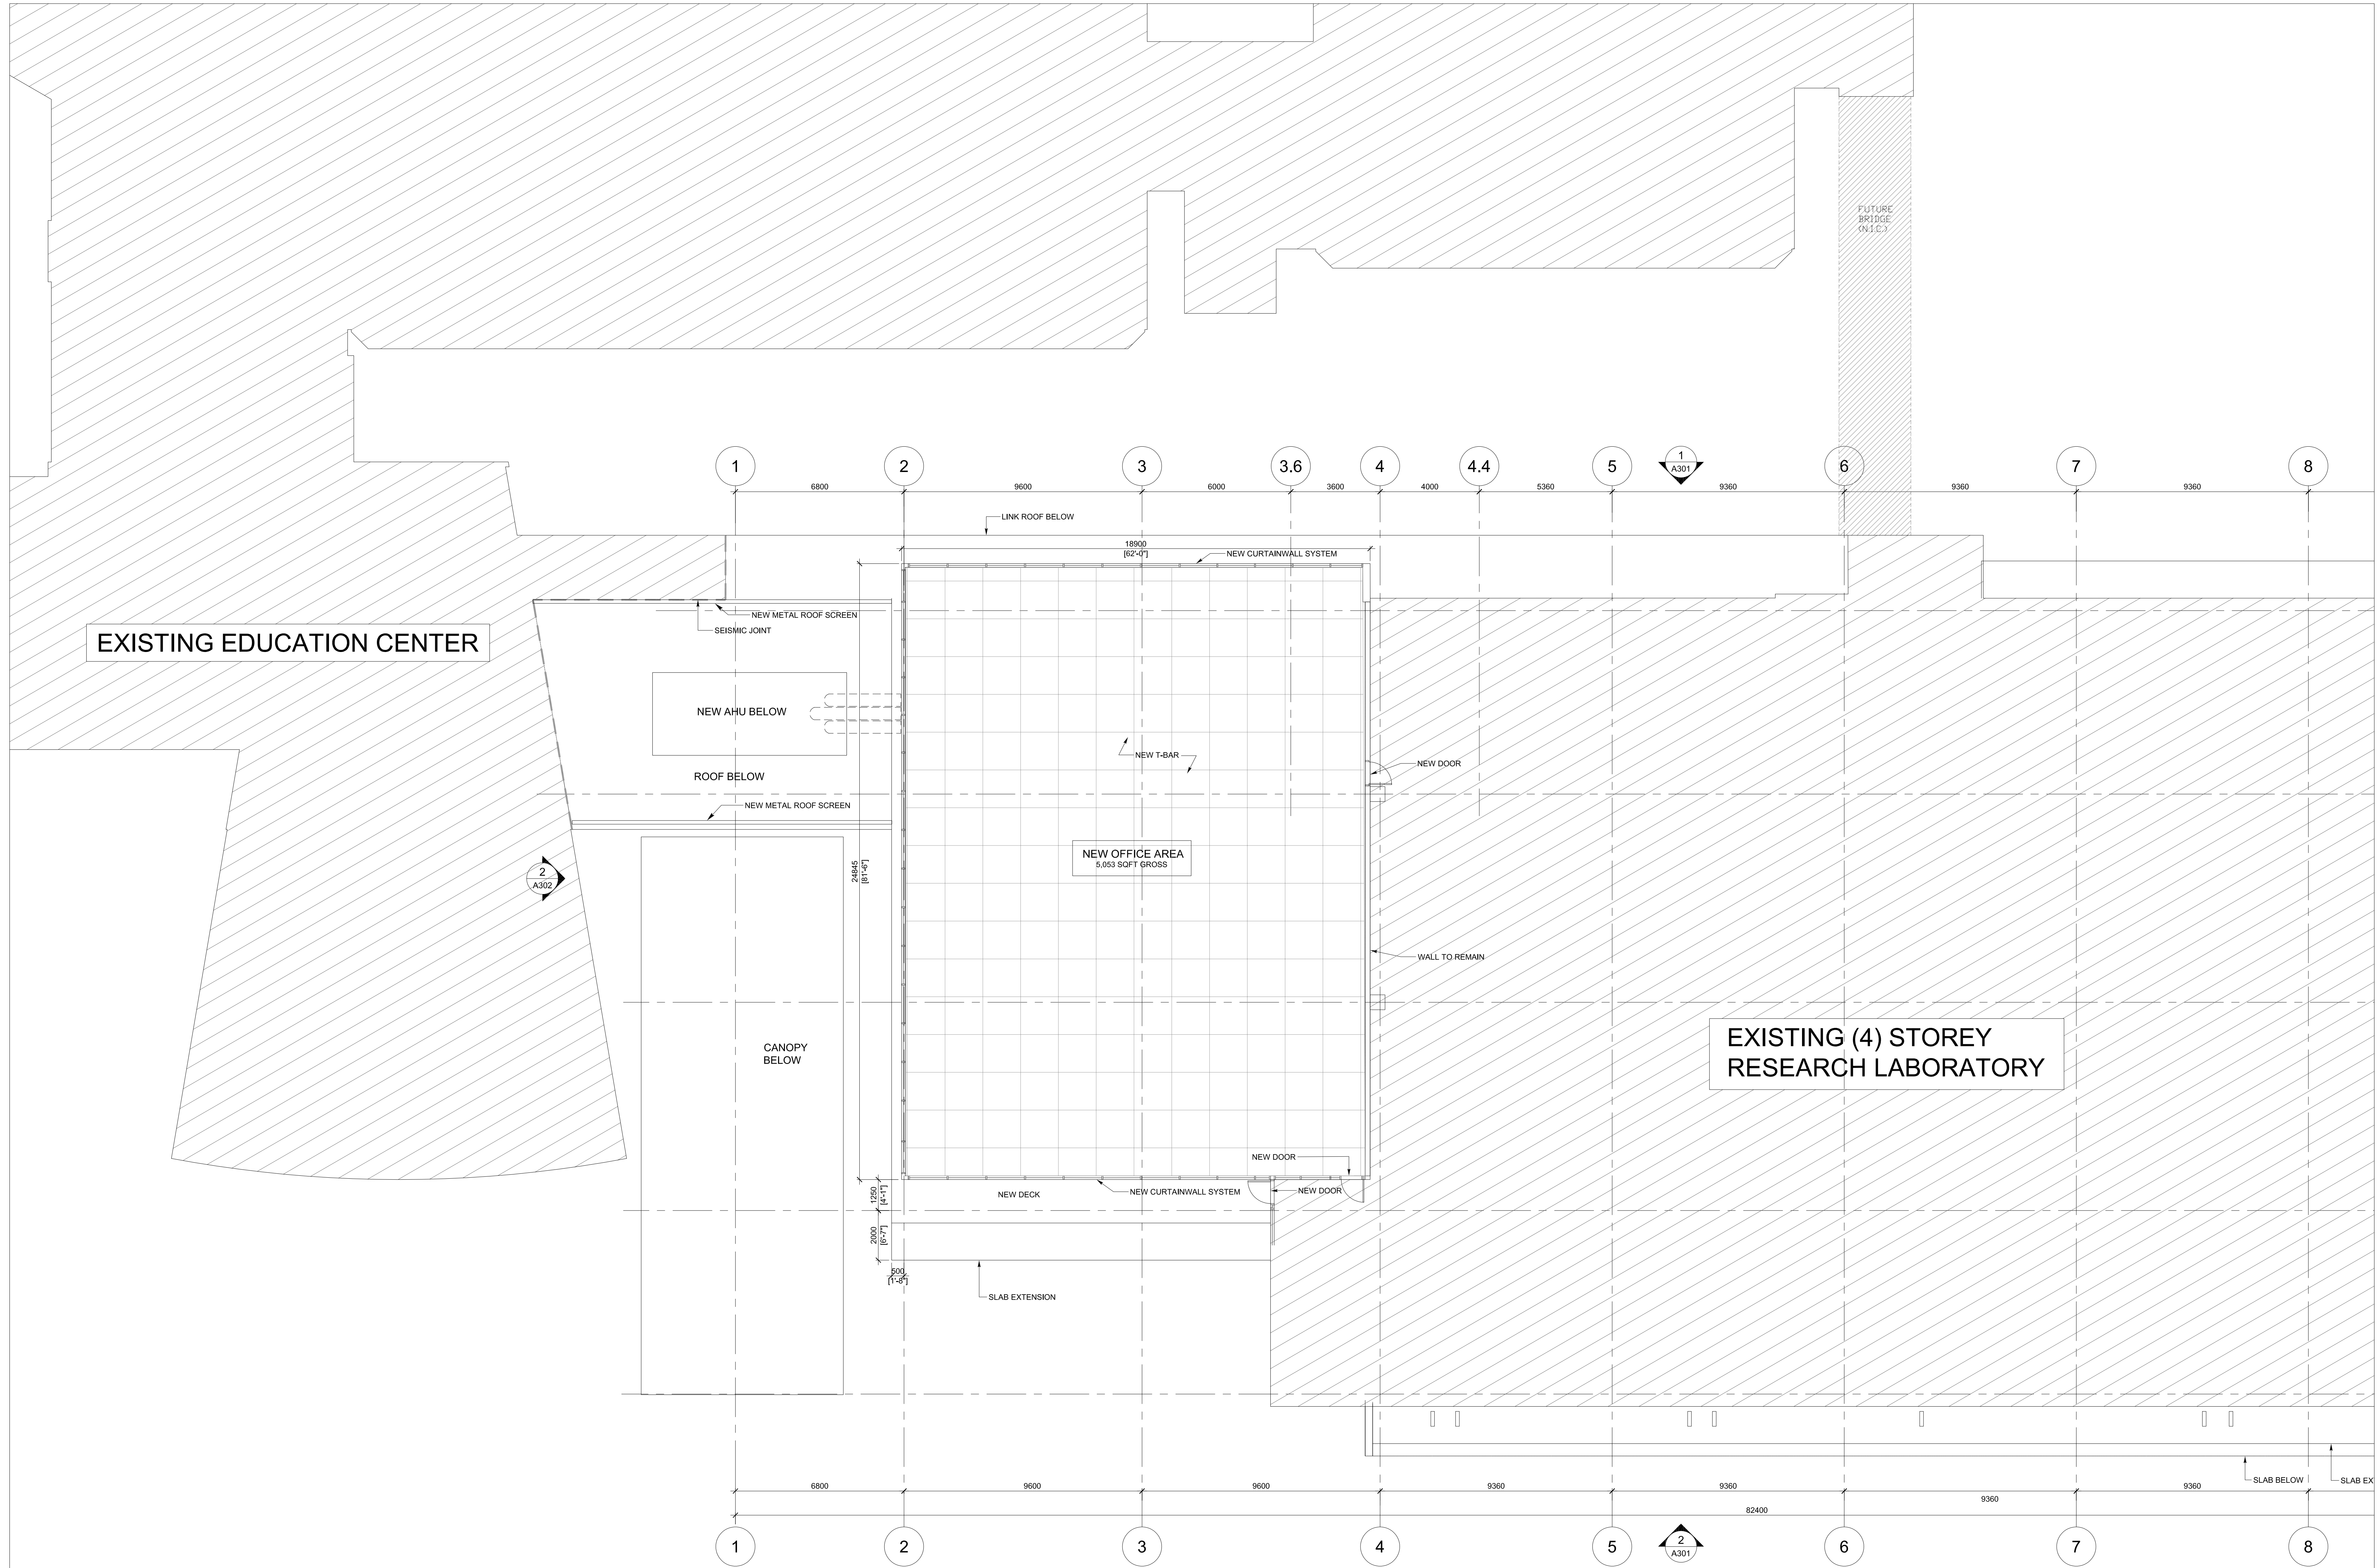 FUTURE
BRIDGE
(N.I.C.)
1
2
3
3.6
4
4.4
5
1
A301
6
7
8
6800
9600
6000
3600
4000
5360
9360
9360
9360
LINK ROOF BELOW
18900
[62'-0"]
NEW CURTAINWALL SYSTEM
NEW METAL ROOF SCREEN
SEISMIC JOINT
EXISTING EDUCATION CENTER
NEW AHU BELOW
NEW T-BAR
NEW DOOR
ROOF BELOW
NEW METAL ROOF SCREEN
NEW OFFICE AREA
5,053 SQFT GROSS
24845
[81'-6"]
2
A302
WALL TO REMAIN
CANOPY
BELOW
EXISTING (4) STOREY
RESEARCH LABORATORY
NEW DOOR
NEW DECK
NEW CURTAINWALL SYSTEM
NEW DOOR
1250
[4'-1"]
2000
[6'-7"]
500
[1'-8"]
SLAB EXTENSION
SLAB BELOW
SLAB EX
6800
9600
9600
9360
9360
9360
9360
82400
1
2
3
4
5
2
A301
6
7
8